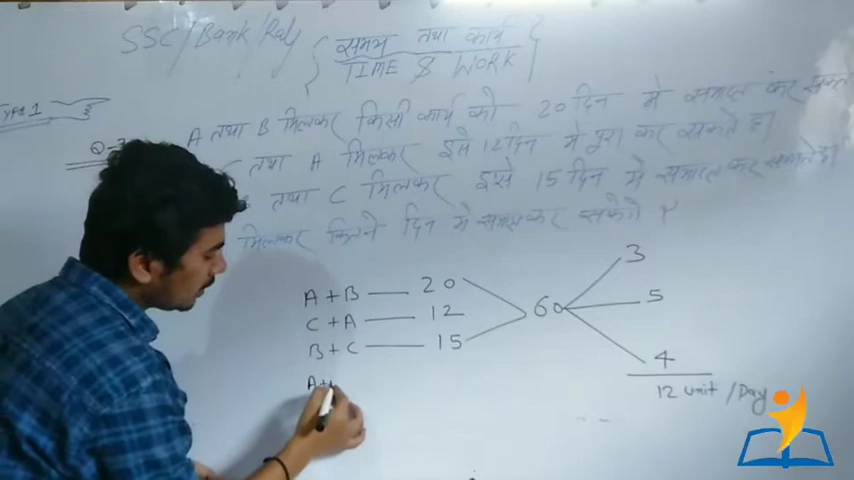 SSC/Bank/Raly
समय तथा कार्य
TIME & WORK
Type 1
Q-
A तथा B मिलकर किसी कार्य को 20 दिन मे समाप्त कर सकते
तथा A मिलकर इसे 12 दिन मे पूरा कर सकते है।
तथा C मिलकर इसे 15 दिन मे समाप्त कर सकते है।
मिलकर कितने दिन मे समाप्त कर सकेगें ?
A + B — 20
C + A — 12
B + C — 15
60
3
5
4
12 unit / Day
A +